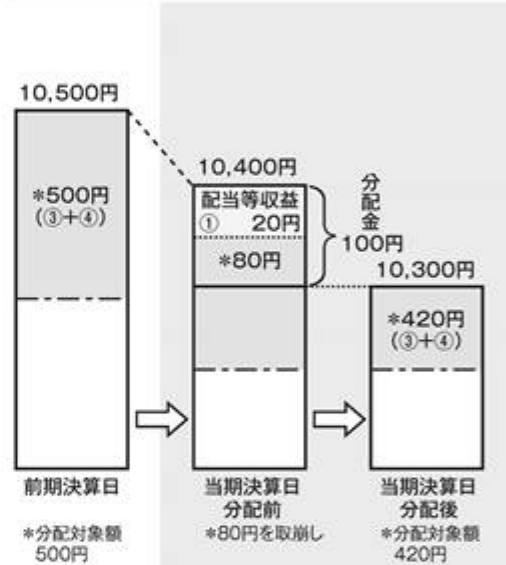 10,500円
*500円
(③+④)
10,400円
配当等収益
① 20円
*80円
分配金
100円
10,300円
*420円
(③+④)
前期決算日
*分配対象額
500円
当期決算日
分配前
*80円を取崩し
当期決算日
分配後
*分配対象額
420円